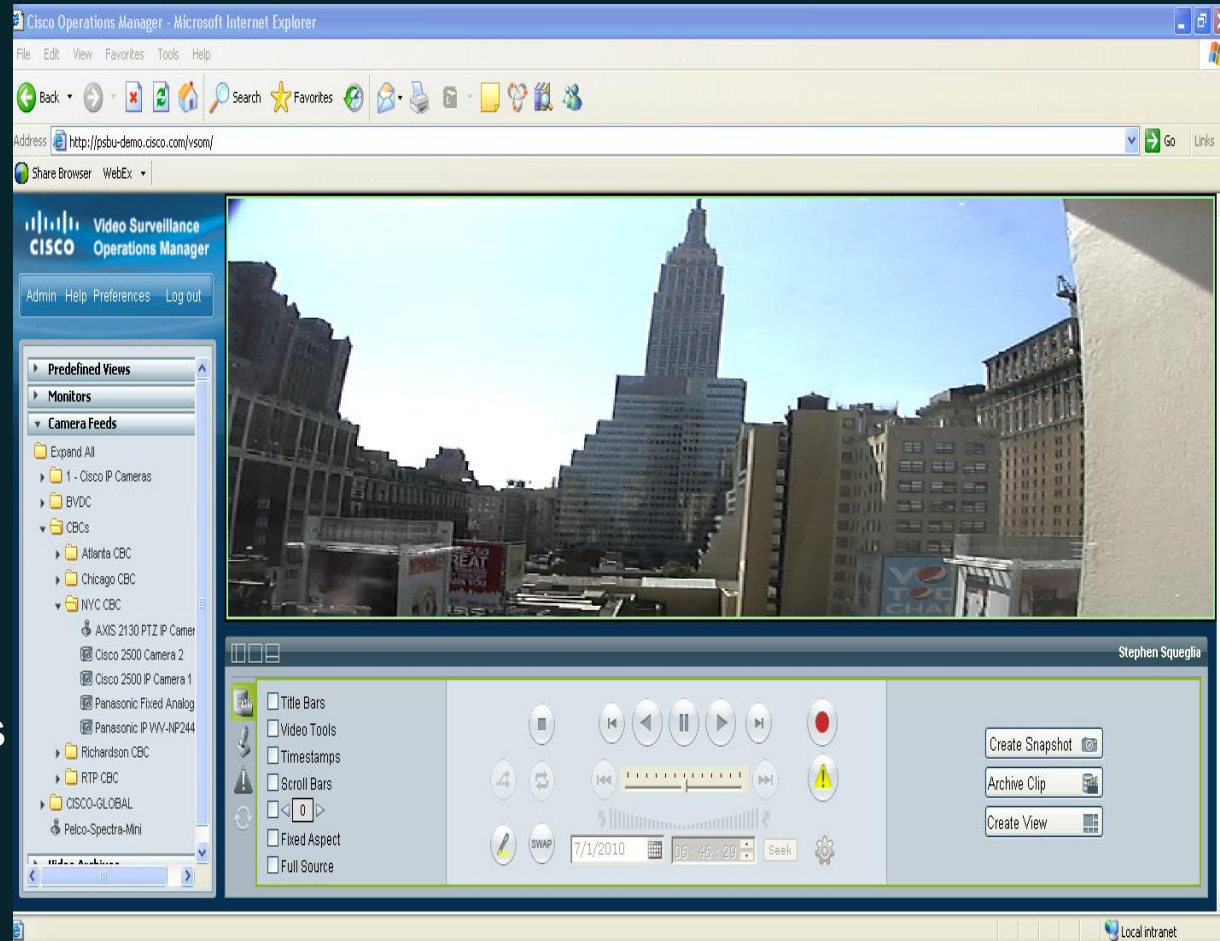 Cisco Operations Manager - Microsoft Internet Explorer
File Edit View Favorites Tools Help
Back Search Favorites
Address http://psbu-demo.cisco.com/vsom/ Go Links
Share Browser WebEx
CISCO Video Surveillance Operations Manager
Admin Help Preferences Log out
Predefined Views
Monitors
Camera Feeds
Expand All
1 - Cisco IP Cameras
BVDC
CBCs
Atlanta CBC
Chicago CBC
NYC CBC
AXIS 2130 PTZ IP Camer
Cisco 2500 Camera 2
Cisco 2500 IP Camera 1
Panasonic Fixed Analog
Panasonic IP WV-NP244
Richardson CBC
RTP CBC
CISCO-GLOBAL
Pelco-Spectra-Mini
Video Archives
s
Stephen Squeglia
Title Bars
Video Tools
Timestamps
Scroll Bars
0
Fixed Aspect
Full Source
SWAP
7/1/2010
06:46:29
Seek
Create Snapshot
Archive Clip
Create View
Local intranet